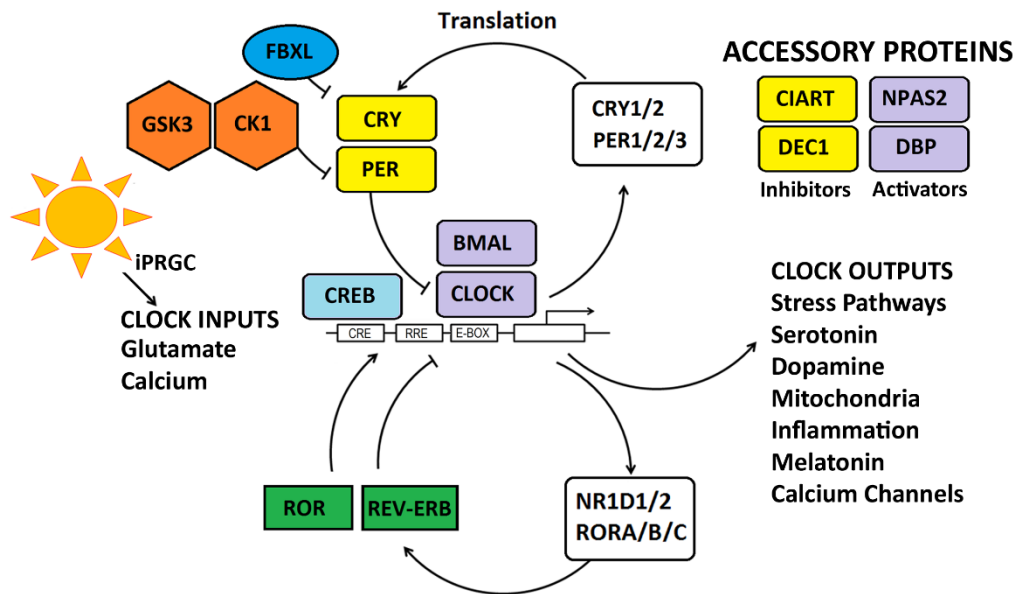 Translation
FBXL
GSK3
CK1
CRY
PER
CRY1/2
PER1/2/3
ACCESSORY PROTEINS
CIART
NPAS2
DEC1
DBP
Inhibitors
Activators
iPRGC
CLOCK INPUTS
Glutamate
Calcium
BMAL
CREB
CLOCK
CRE
RRE
E-BOX
CLOCK OUTPUTS
Stress Pathways
Serotonin
Dopamine
Mitochondria
Inflammation
Melatonin
Calcium Channels
ROR
REV-ERB
NR1D1/2
RORA/B/C